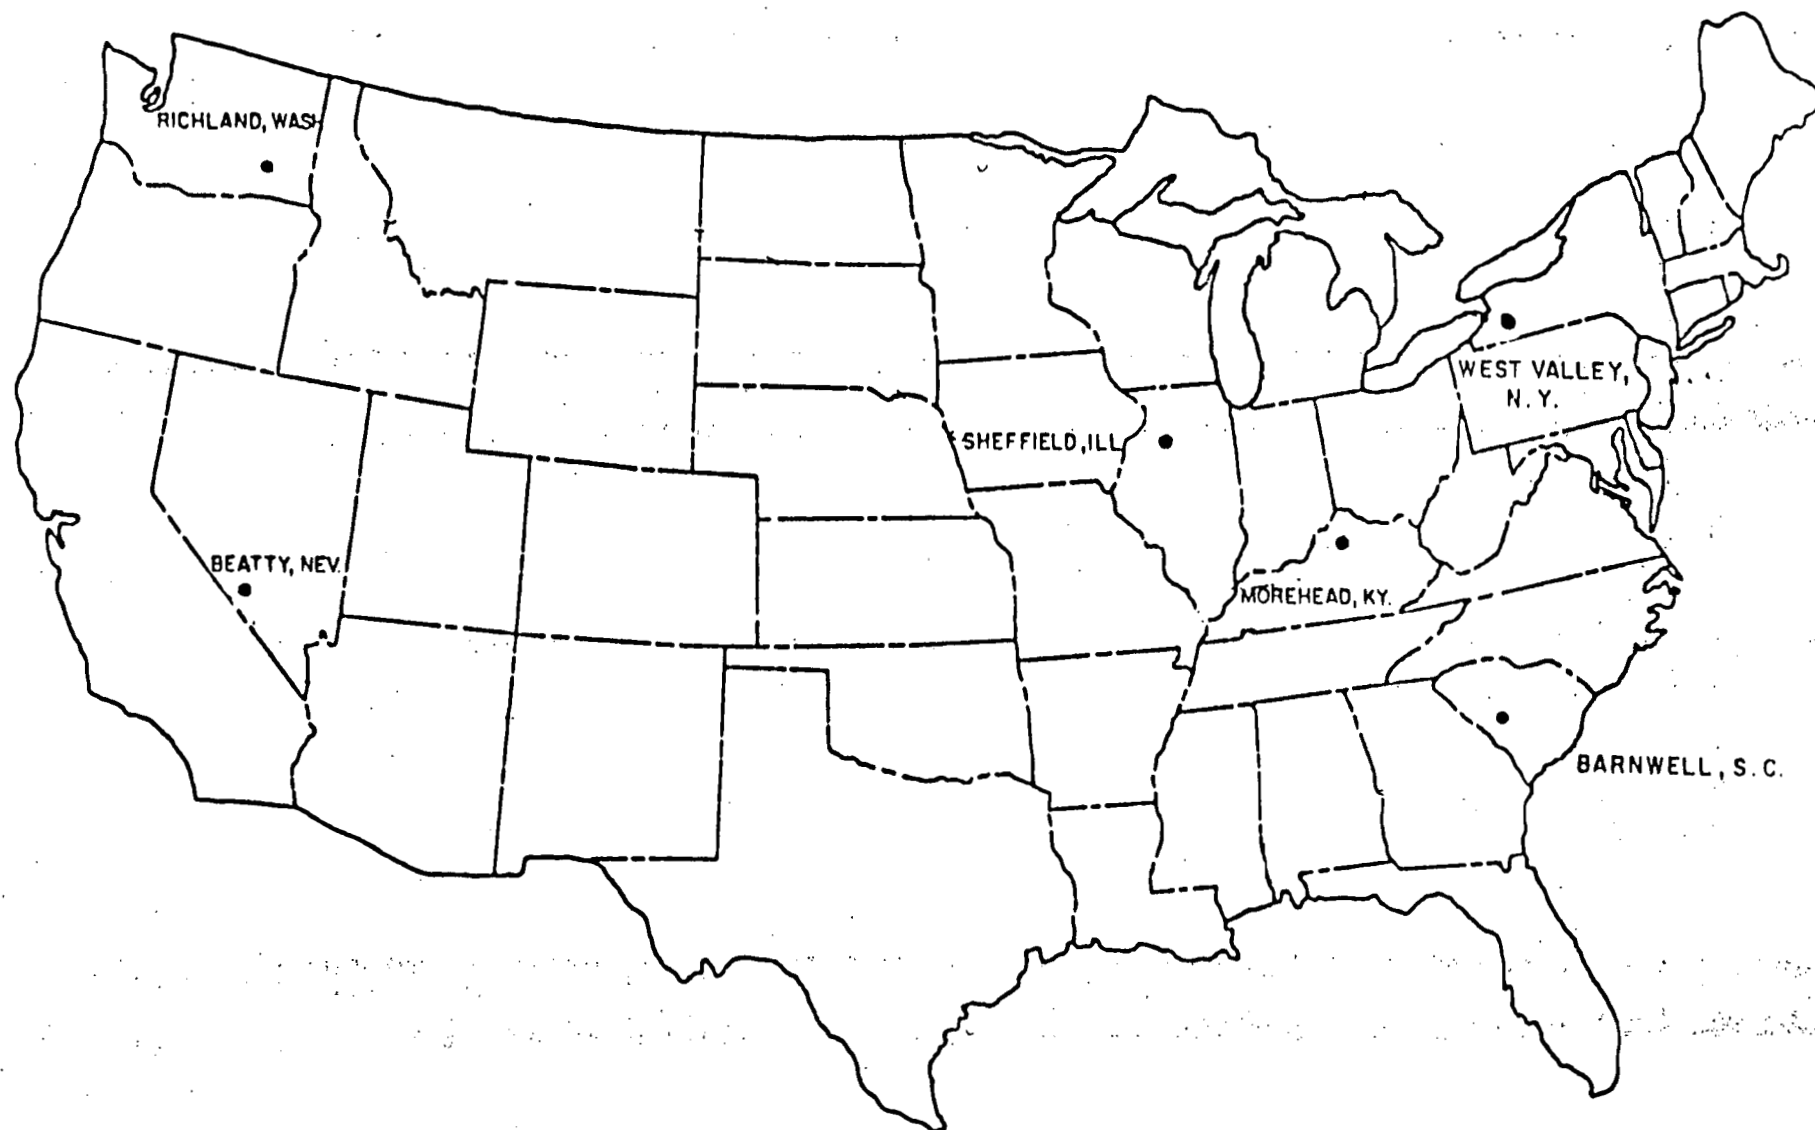 RICHLAND, WASH
WEST VALLEY,
N.Y.
SHEFFIELD, ILL
BEATTY, NEV.
MOREHEAD, KY.
BARNWELL, S.C.